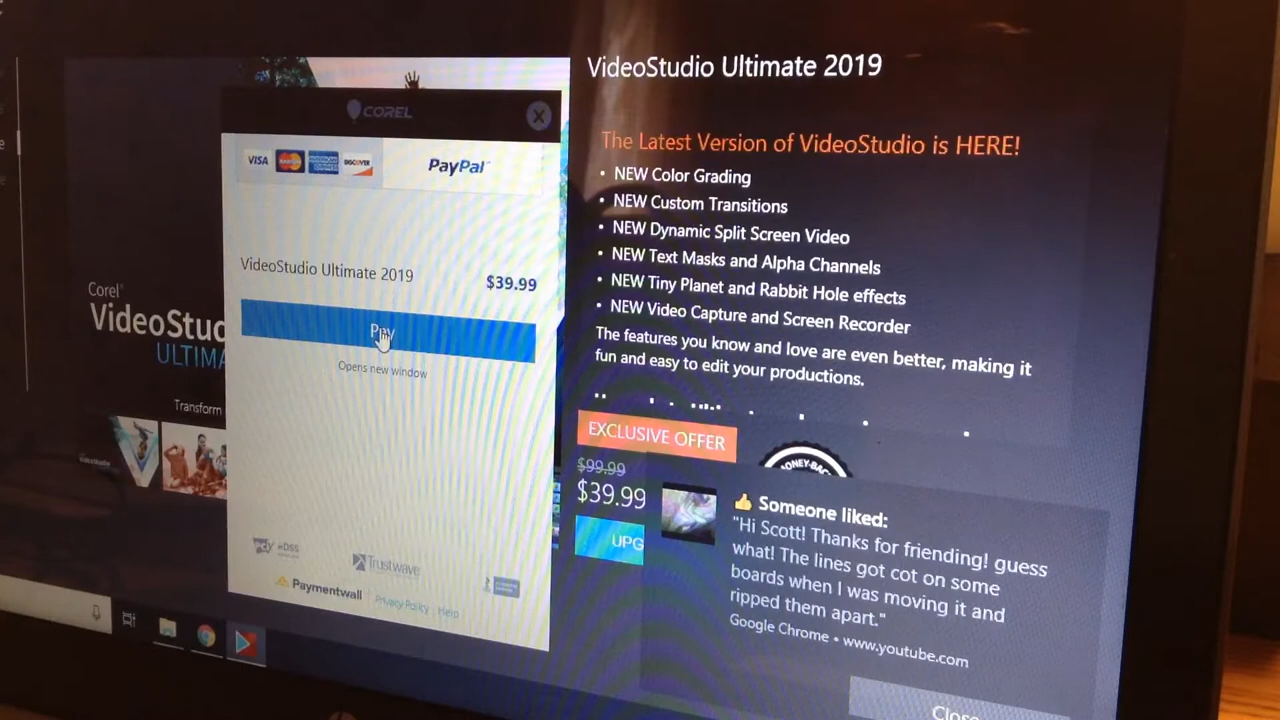 VideoStudio Ultimate 2019
The Latest Version of VideoStudio is HERE!
• NEW Color Grading
• NEW Custom Transitions
• NEW Dynamic Split Screen Video
• NEW Text Masks and Alpha Channels
• NEW Tiny Planet and Rabbit Hole effects
• NEW Video Capture and Screen Recorder
The features you know and love are even better, making it
fun and easy to edit your productions.
COREL
VISA
DISCOVER
PayPal
VideoStudio Ultimate 2019 $39.99
Pay
Opens new window
Trustwave
Paymentwall
Privacy Policy Help
Corel
VideoStud
ULTIMA
Transform
EXCLUSIVE OFFER
$99.99
$39.99
UPG
MONEY-BAC
👍 Someone liked:
"Hi Scott! Thanks for friending! guess
what! The lines got cot on some
boards when I was moving it and
ripped them apart."
Google Chrome • www.youtube.com
Close